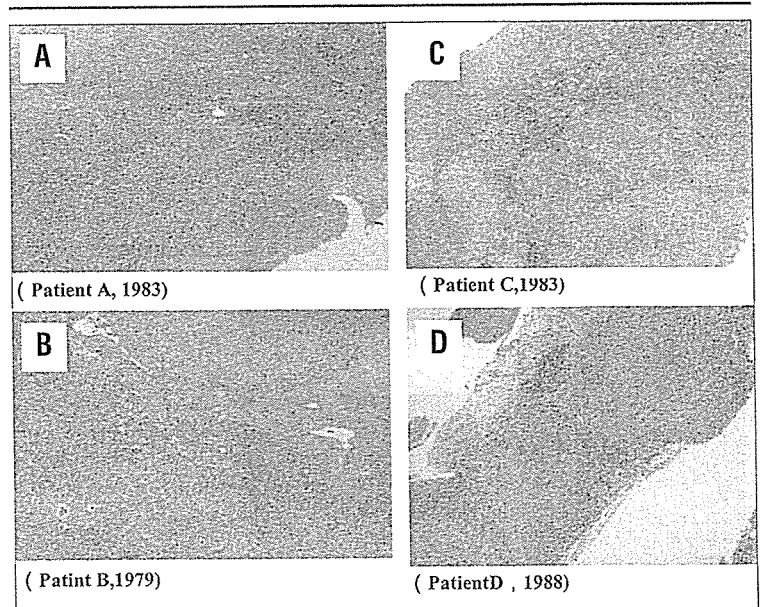 A
( Patient A, 1983)
B
( Patint B,1979)
C
( Patient C,1983)
D
( PatientD , 1988)